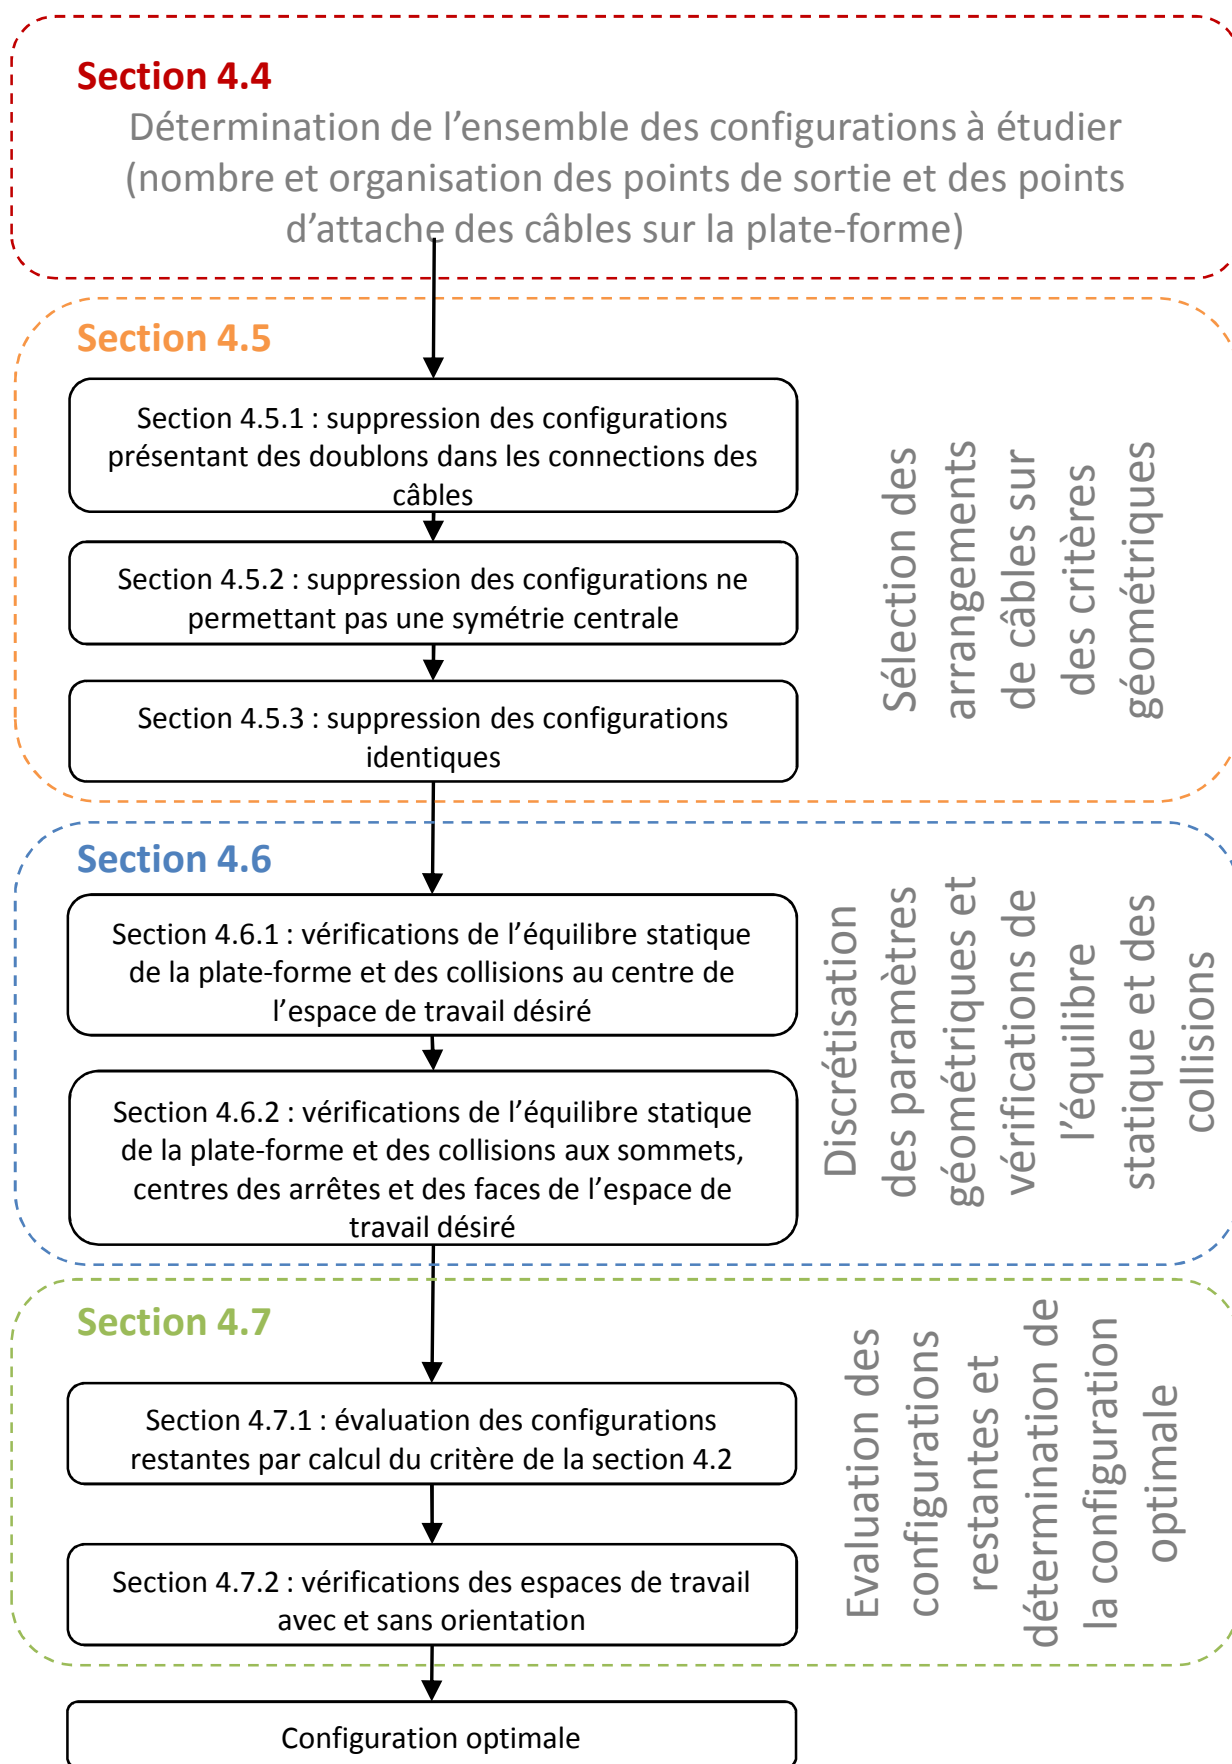 Section 4.4
Détermination de l’ensemble des configurations à étudier
(nombre et organisation des points de sortie et des points
d’attache des câbles sur la plate-forme)
Section 4.5
Section 4.5.1 : suppression des configurations
présentant des doublons dans les connections des
câbles
Section 4.5.2 : suppression des configurations ne
permettant pas une symétrie centrale
Section 4.5.3 : suppression des configurations
identiques
Sélection des
arrangements
de câbles sur
des critères
géométriques
Section 4.6
Section 4.6.1 : vérifications de l’équilibre statique
de la plate-forme et des collisions au centre de
l’espace de travail désiré
Section 4.6.2 : vérifications de l’équilibre statique
de la plate-forme et des collisions aux sommets,
centres des arrêtes et des faces de l’espace de
travail désiré
Discrétisation
des paramètres
géométriques et
vérifications de
l’équilibre
statique et des
collisions
Section 4.7
Section 4.7.1 : évaluation des configurations
restantes par calcul du critère de la section 4.2
Section 4.7.2 : vérifications des espaces de travail
avec et sans orientation
Evaluation des
configurations
restantes et
détermination de
la configuration
optimale
Configuration optimale